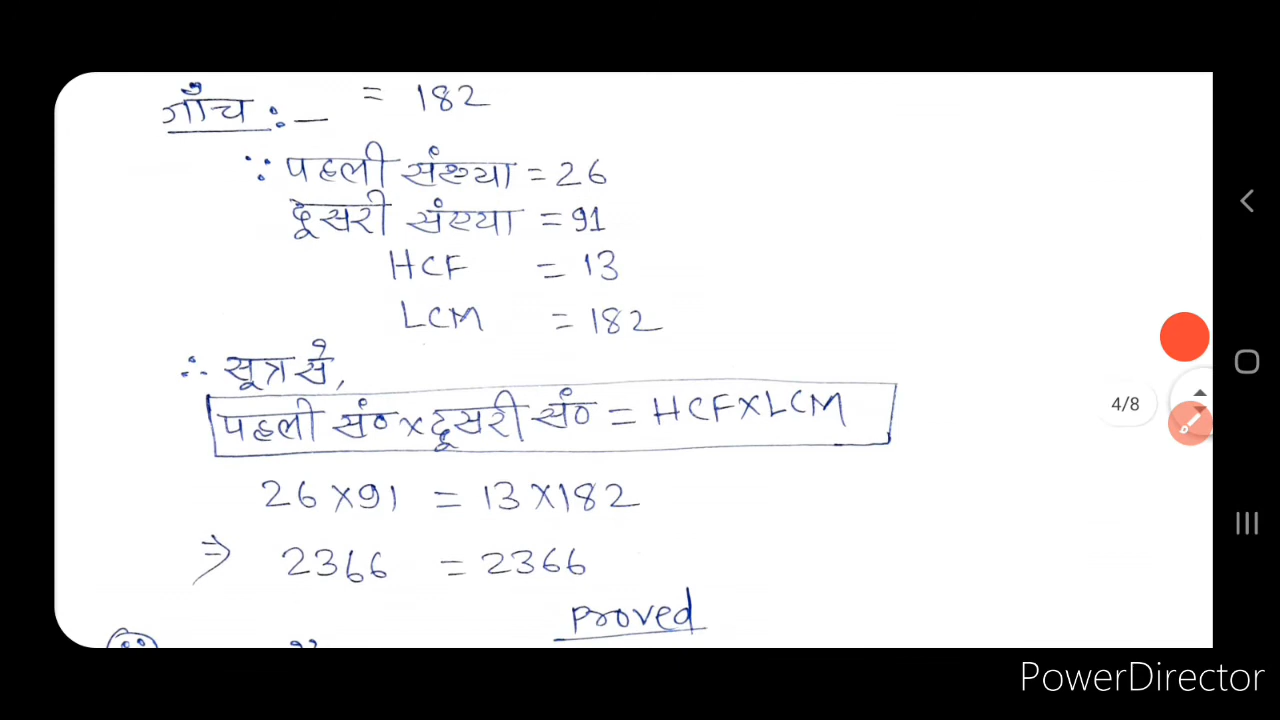 = 182
जाँच :—
∵ पहली संख्या = 26
दूसरी संख्या = 91
HCF = 13
LCM = 182
∴ सूत्र से,
पहली सं० × दूसरी सं० = HCF×LCM
26 × 91 = 13 × 182
⇒ 2366 = 2366
Proved
4/8
PowerDirector